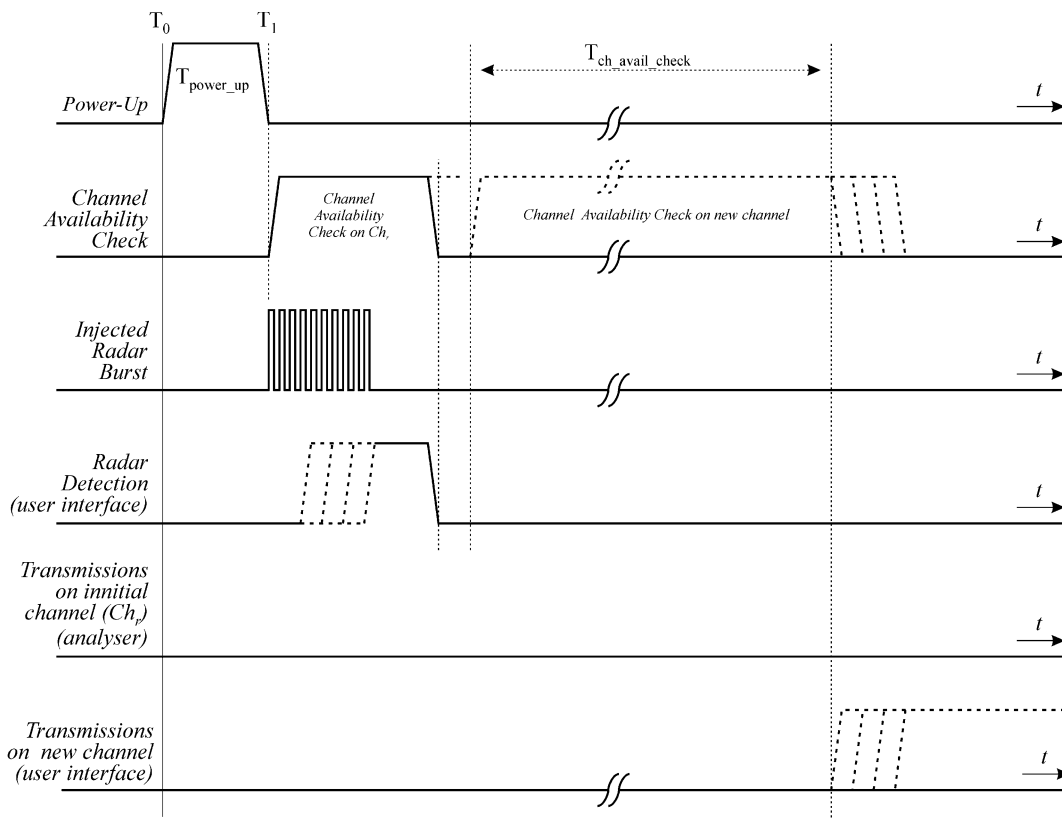 T0 T1
Tpower_up
Tch_avail_check
Power-Up
t
Channel
Availability
Check
Channel
Availability
Check on Chr
Channel Availability Check on new channel
t
Injected
Radar
Burst
t
Radar
Detection
(user interface)
t
Transmissions
on innitial
channel (Chr)
(analyser)
t
Transmissions
on new channel
(user interface)
t